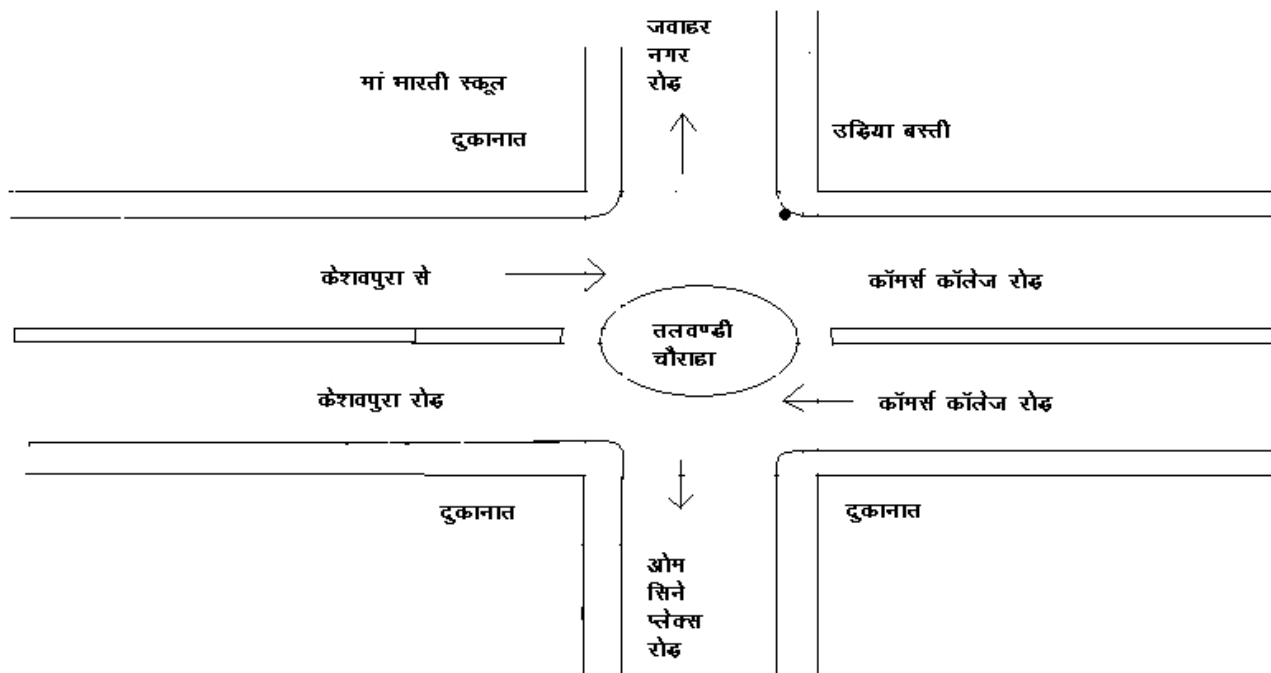 जवाहर
नगर
रोड़
मां भारती स्कूल
दुकानात
उड़िया बस्ती
केशवपुरा से
कॉमर्स कॉलेज रोड़
तलवण्डी
चौराहा
केशवपुरा रोड़
कॉमर्स कॉलेज रोड़
दुकानात
दुकानात
ओम
सिने
प्लेक्स
रोड़